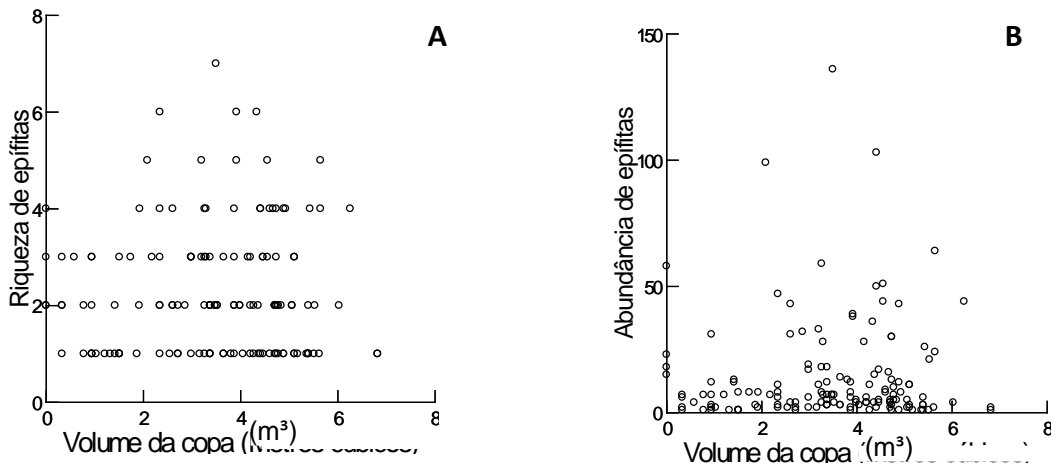 A
8
6
4
2
0
Riqueza de epífitas
0 2 4 6 8
Volume da copa (m³)
B
150
100
50
0
Abundância de epífitas
0 2 4 6 8
Volume da copa (m³)